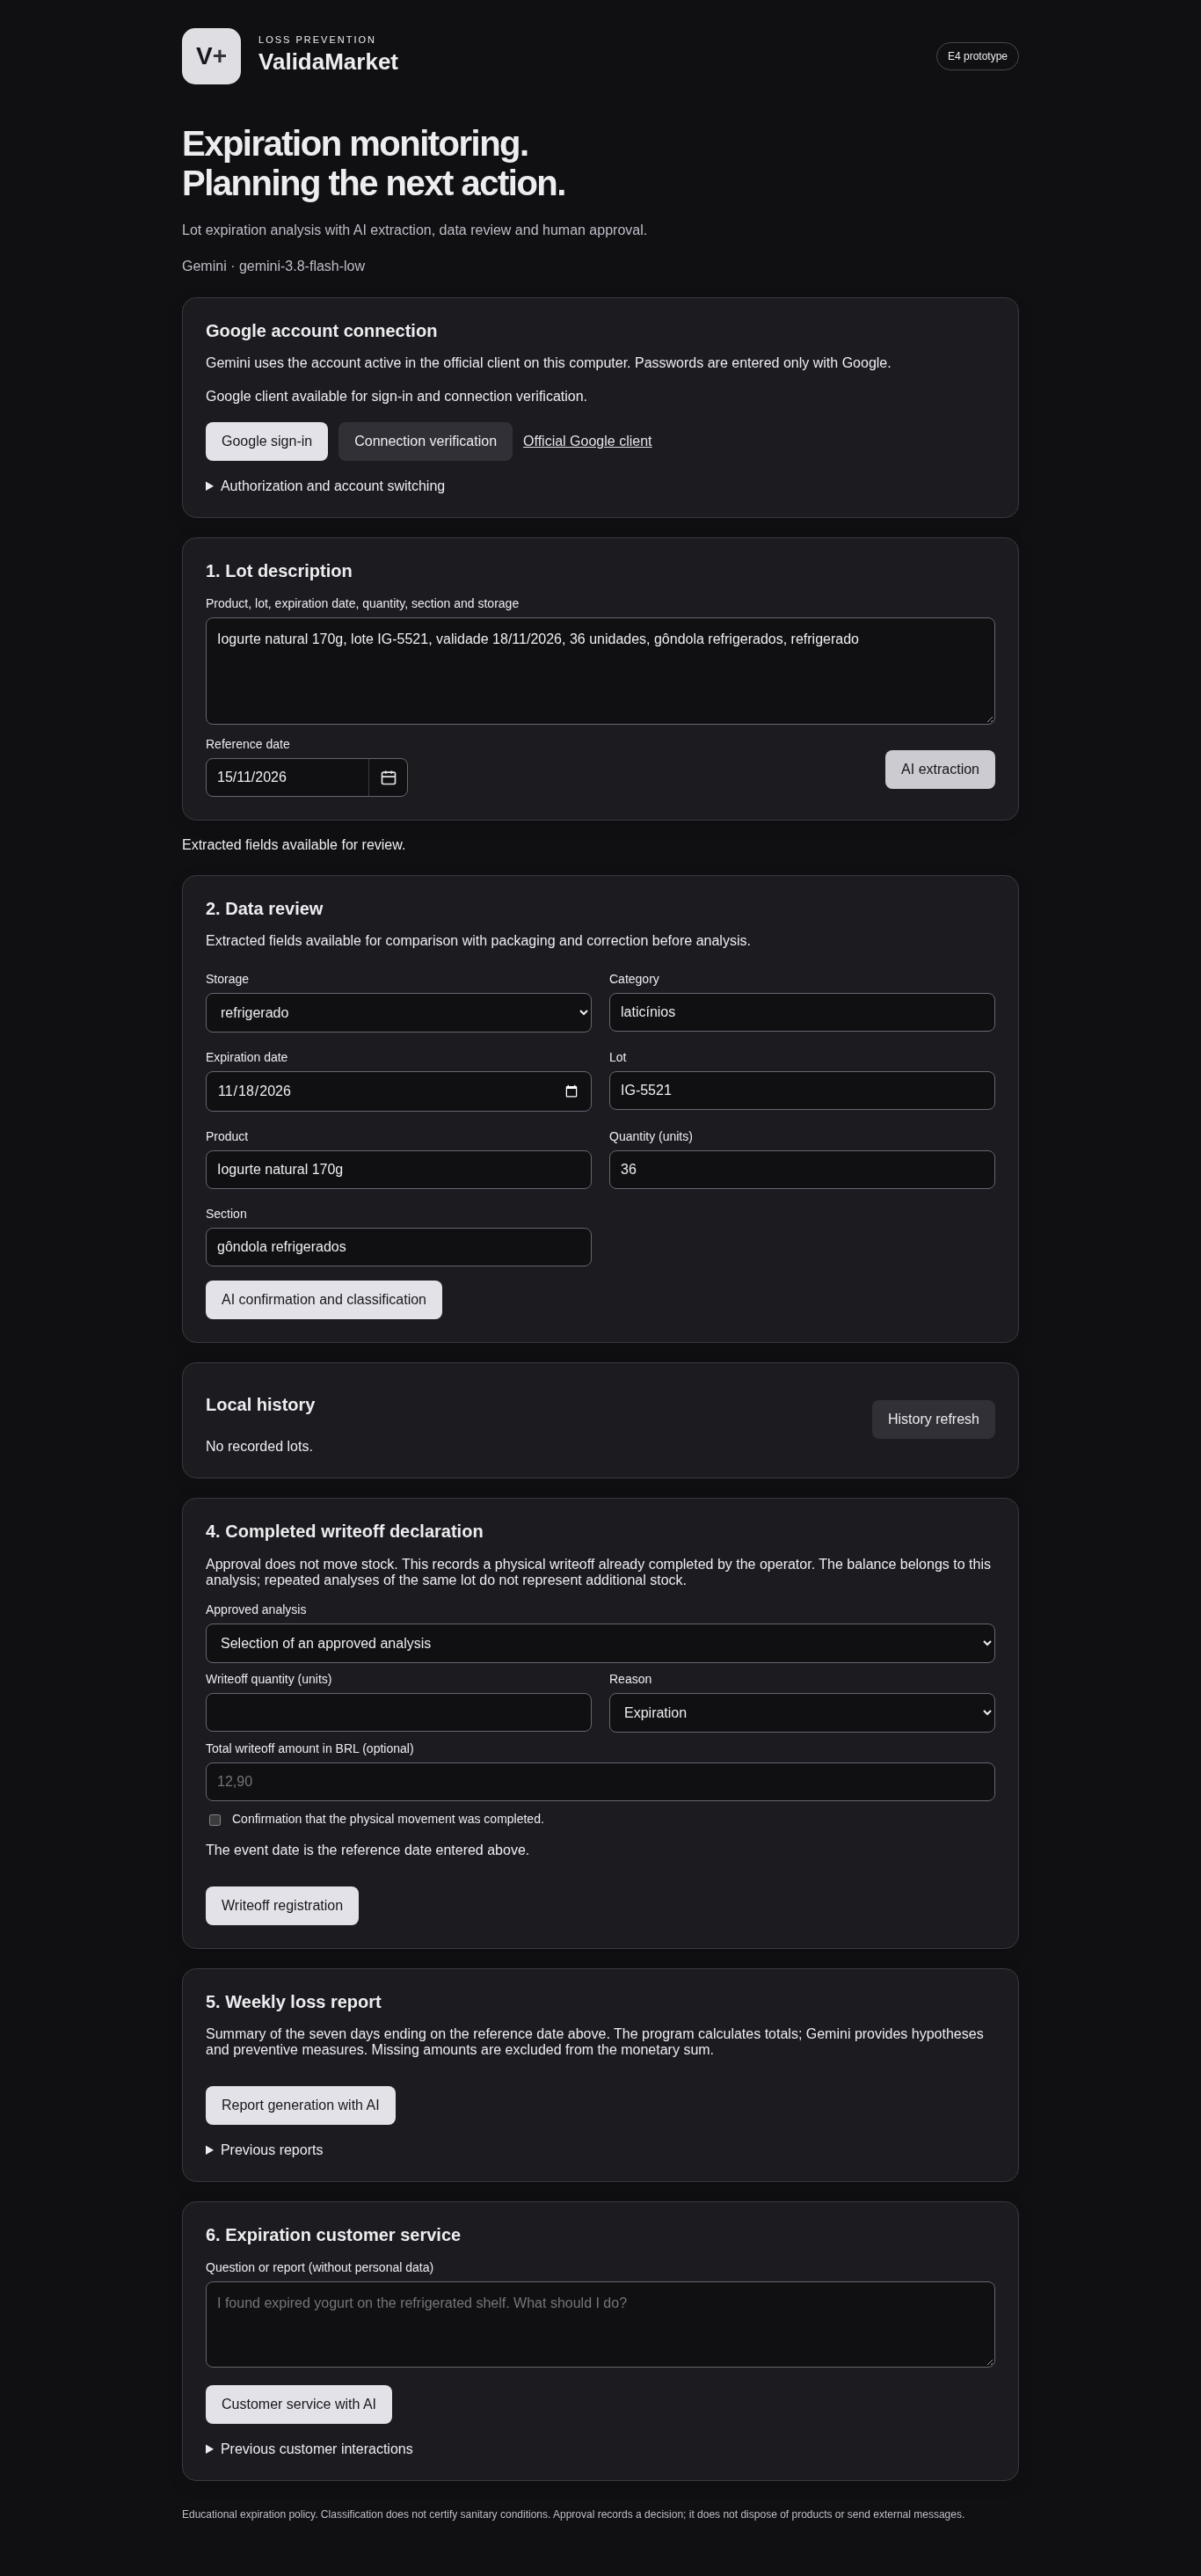 V+
LOSS PREVENTION
ValidaMarket
E4 prototype
Expiration monitoring.
Planning the next action.
Lot expiration analysis with AI extraction, data review and human approval.
Gemini · gemini-3.8-flash-low
Google account connection
Gemini uses the account active in the official client on this computer. Passwords are entered only with Google.
Google client available for sign-in and connection verification.
Google sign-in
Connection verification
Official Google client
Authorization and account switching
1. Lot description
Product, lot, expiration date, quantity, section and storage
Iogurte natural 170g, lote IG-5521, validade 18/11/2026, 36 unidades, gôndola refrigerados, refrigerado
Reference date
15/11/2026
AI extraction
Extracted fields available for review.
2. Data review
Extracted fields available for comparison with packaging and correction before analysis.
Storage
Category
refrigerado
laticínios
Expiration date
Lot
11/18/2026
IG-5521
Product
Quantity (units)
Iogurte natural 170g
36
Section
gôndola refrigerados
AI confirmation and classification
Local history
History refresh
No recorded lots.
4. Completed writeoff declaration
Approval does not move stock. This records a physical writeoff already completed by the operator. The balance belongs to this
analysis; repeated analyses of the same lot do not represent additional stock.
Approved analysis
Selection of an approved analysis
Writeoff quantity (units)
Reason
Expiration
Total writeoff amount in BRL (optional)
12,90
Confirmation that the physical movement was completed.
The event date is the reference date entered above.
Writeoff registration
5. Weekly loss report
Summary of the seven days ending on the reference date above. The program calculates totals; Gemini provides hypotheses
and preventive measures. Missing amounts are excluded from the monetary sum.
Report generation with AI
Previous reports
6. Expiration customer service
Question or report (without personal data)
I found expired yogurt on the refrigerated shelf. What should I do?
Customer service with AI
Previous customer interactions
Educational expiration policy. Classification does not certify sanitary conditions. Approval records a decision; it does not dispose of products or send external messages.